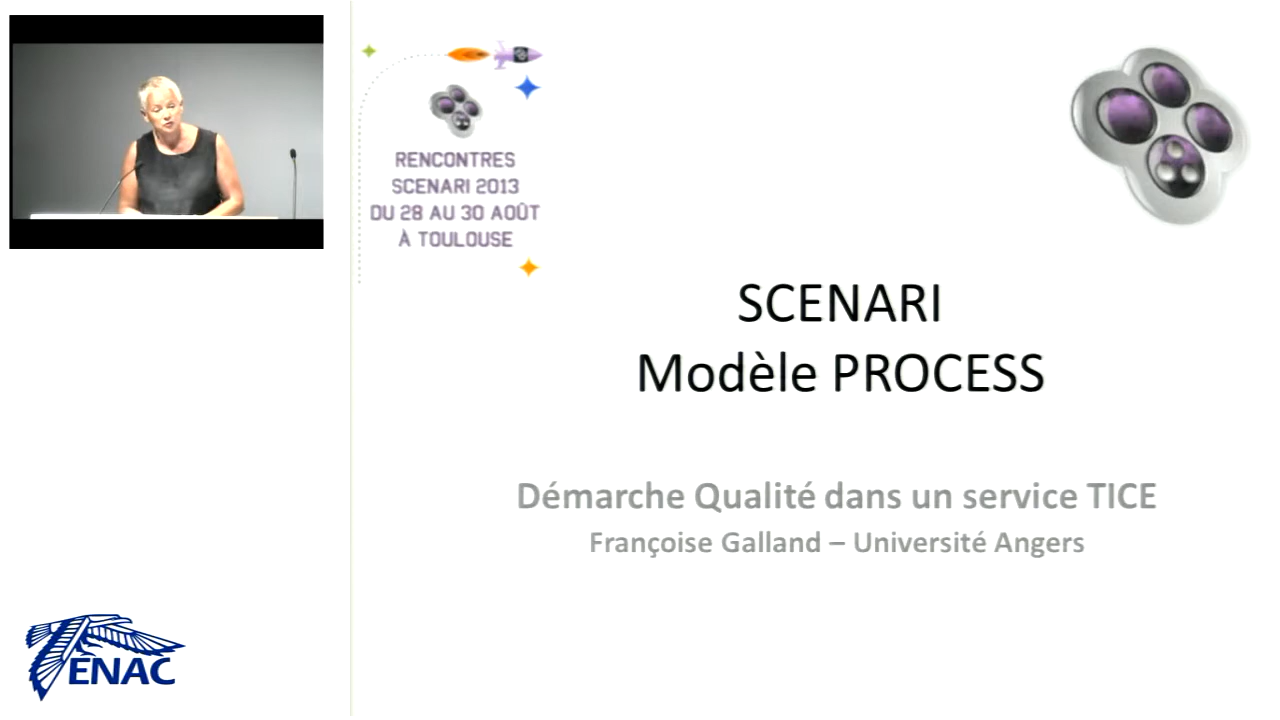 RENCONTRES
SCENARI 2013
DU 28 AU 30 AOÛT
À TOULOUSE
SCENARI
Modèle PROCESS
Démarche Qualité dans un service TICE
Françoise Galland – Université Angers
ENAC